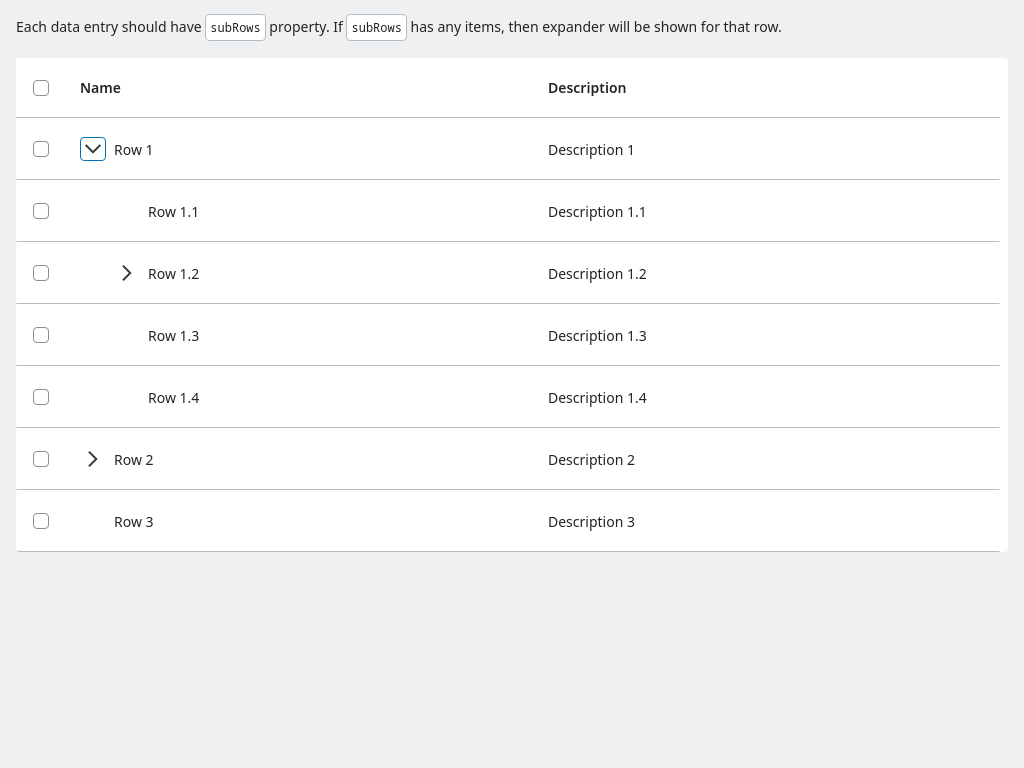 Each data entry should have subRows property. If subRows has any items, then expander will be shown for that row.
Name Description
Row 1 Description 1
Row 1.1 Description 1.1
Row 1.2 Description 1.2
Row 1.3 Description 1.3
Row 1.4 Description 1.4
Row 2 Description 2
Row 3 Description 3